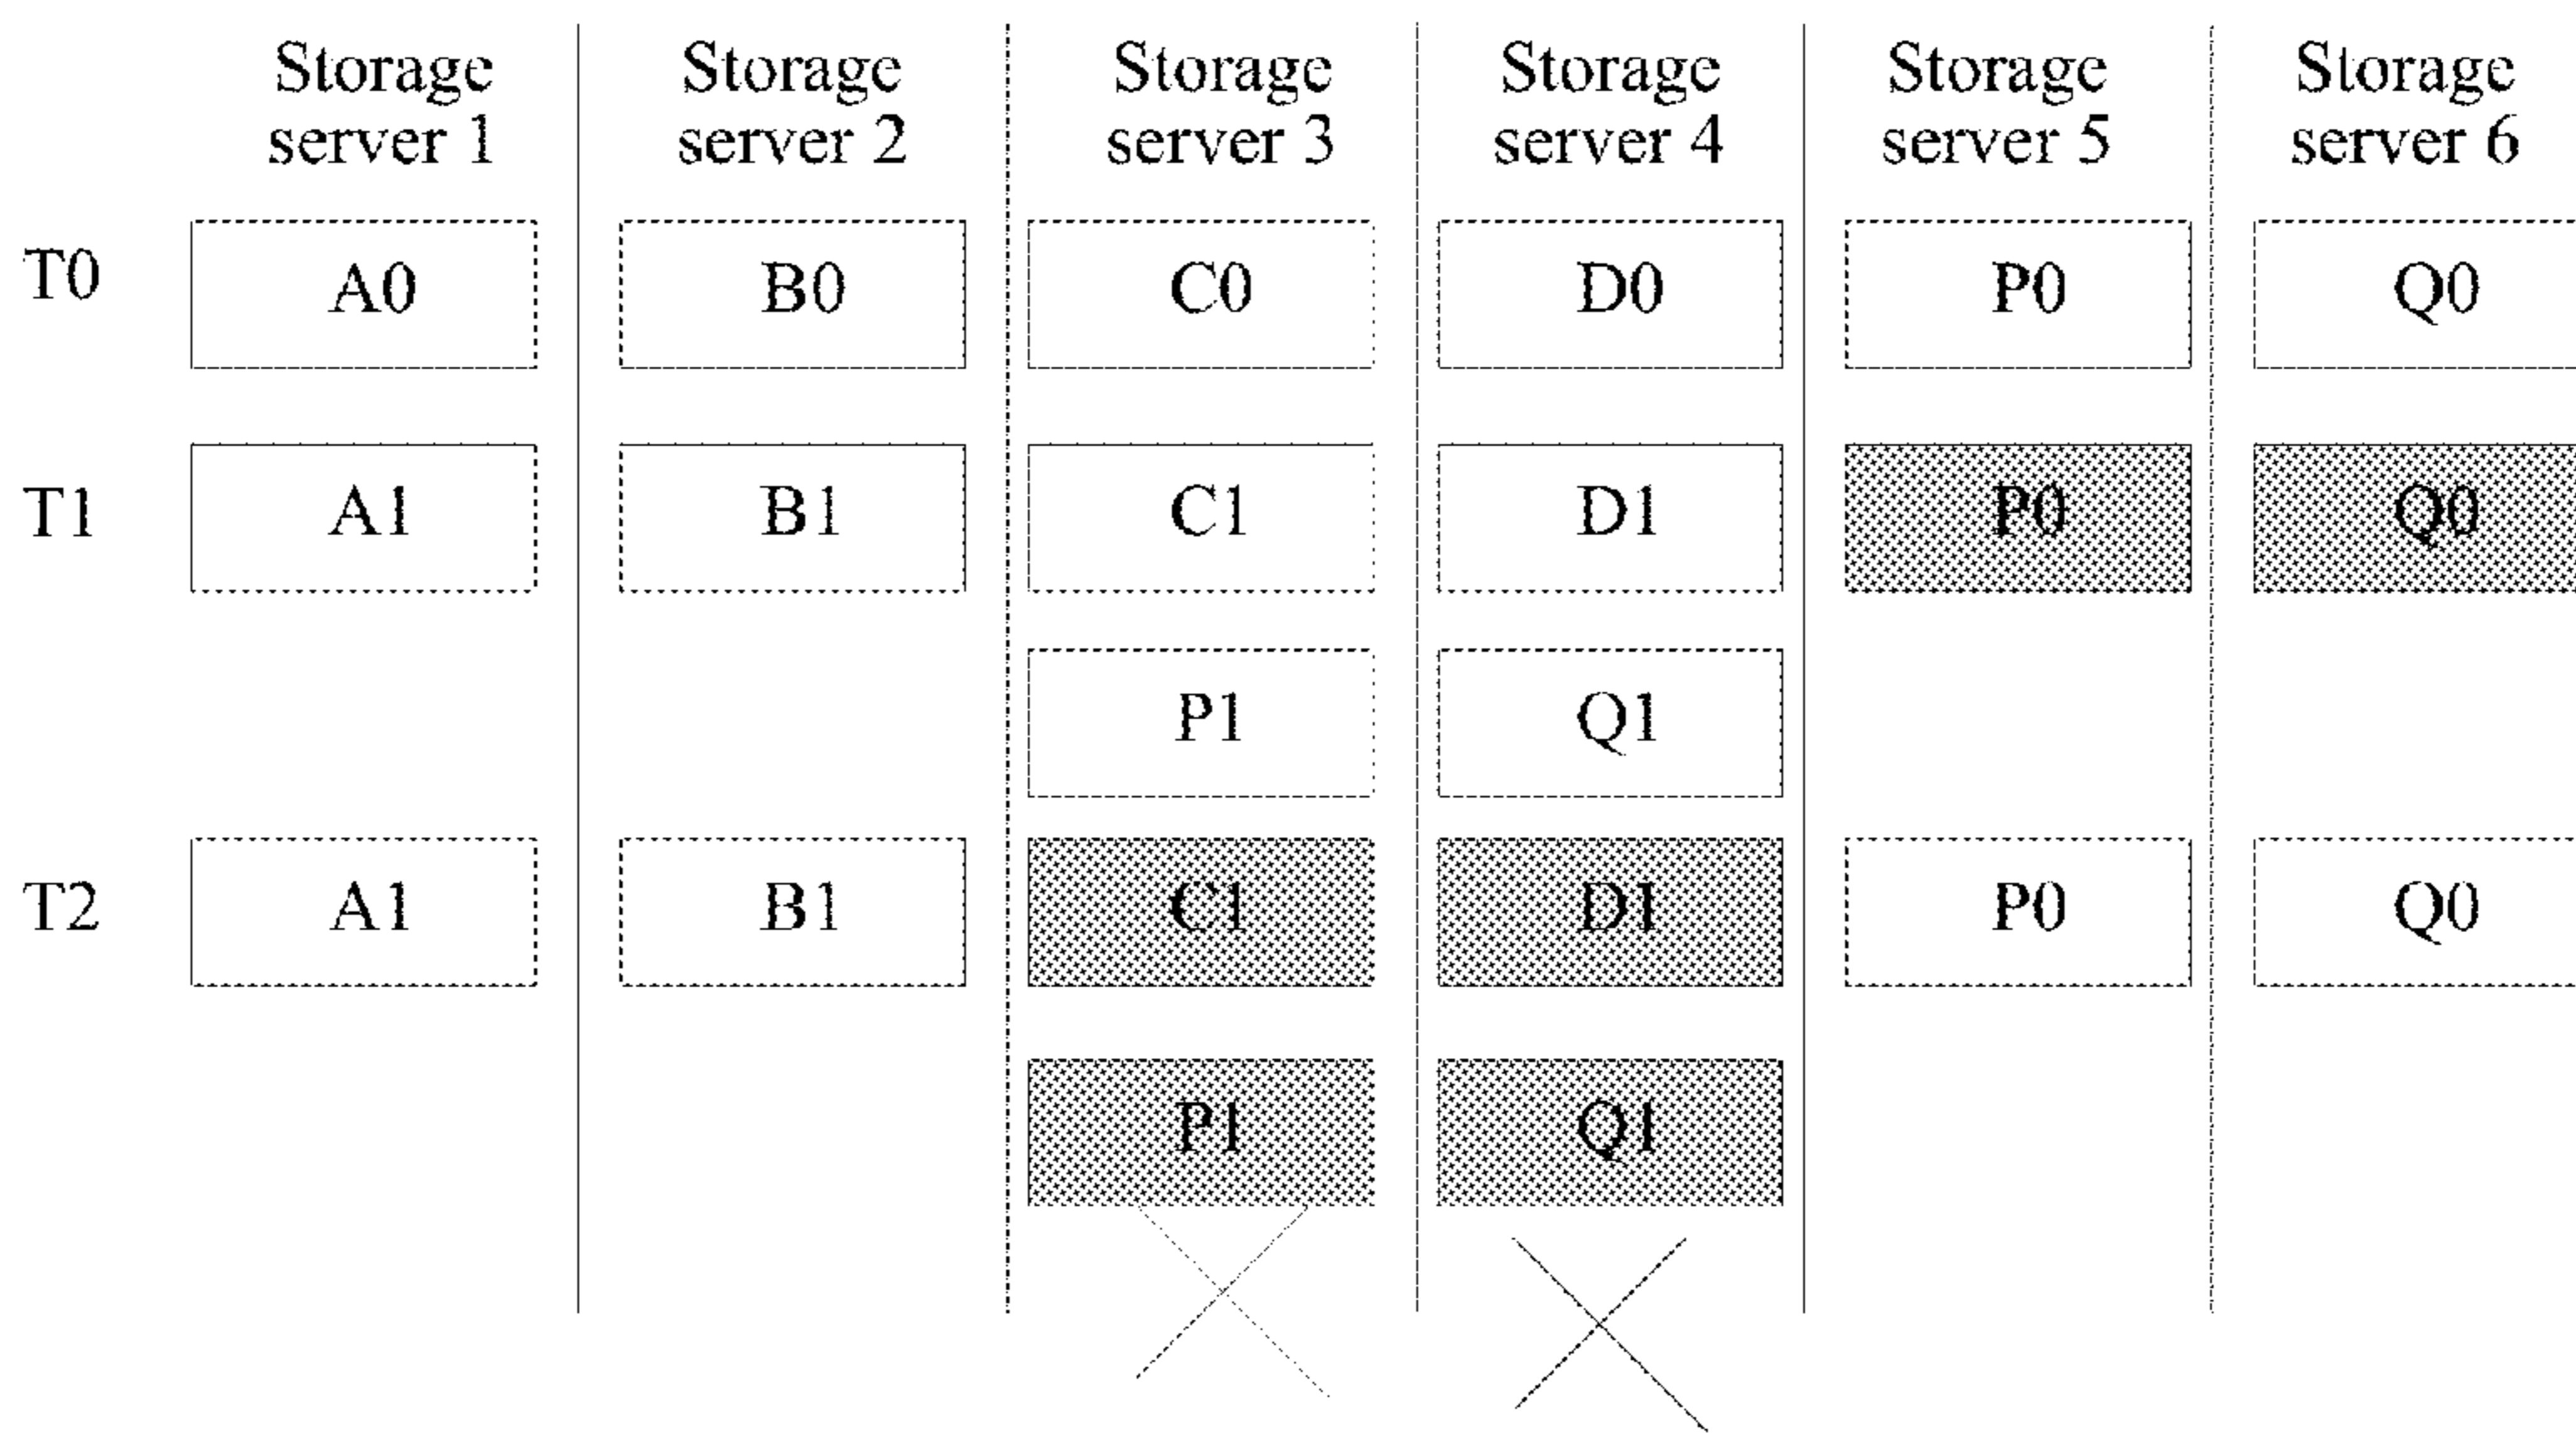 Storage server 1
Storage server 2
Storage server 3
Storage server 4
Storage server 5
Storage server 6
T0 A0 B0 C0 D0 P0 Q0
T1 A1 B1 C1 D1 P0 Q0
P1 Q1
T2 A1 B1 C1 D1 P0 Q0
P1 Q1